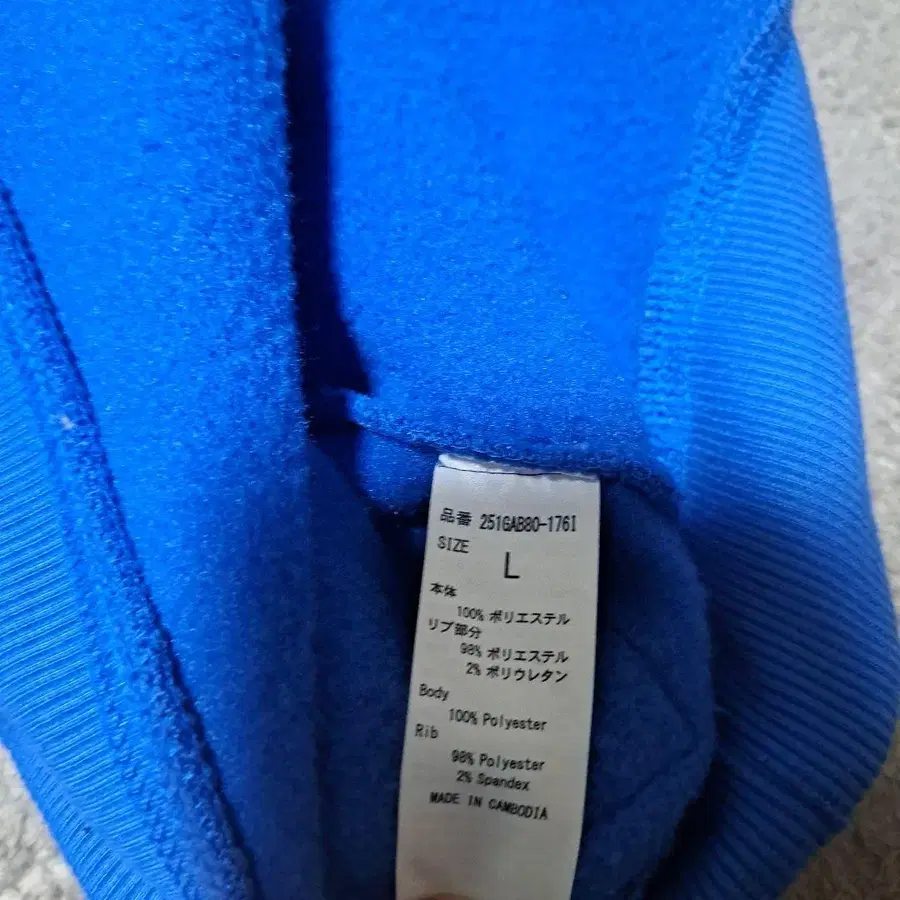 品番 251GAB80-176I
SIZE
L
本体
100% ポリエステル
リブ部分
98% ポリエステル
2% ポリウレタン
Body
100% Polyester
Rib
98% Polyester
2% Spandex
MADE IN CAMBODIA